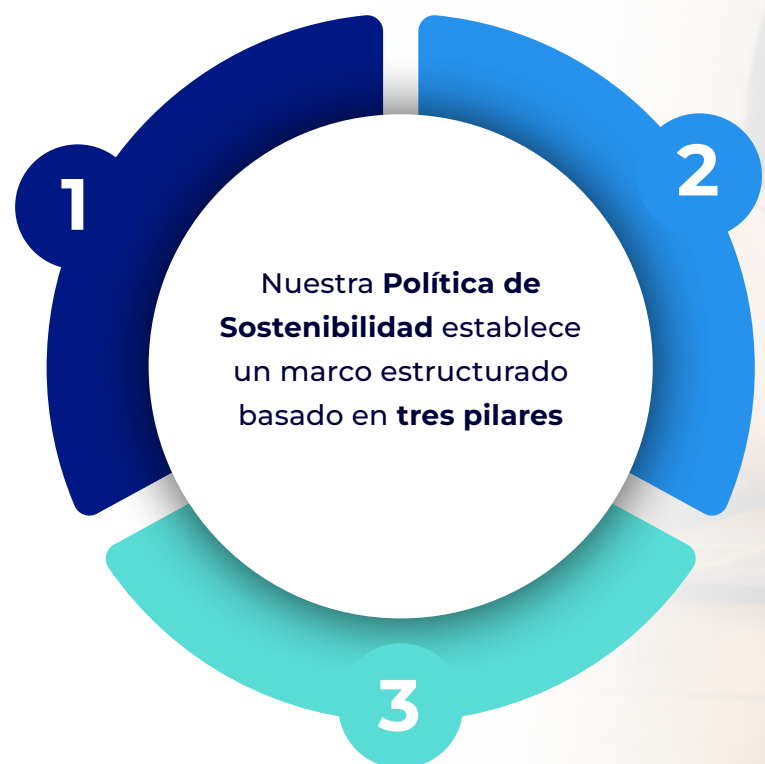 1
2
Nuestra Política de
Sostenibilidad establece
un marco estructurado
basado en tres pilares
3